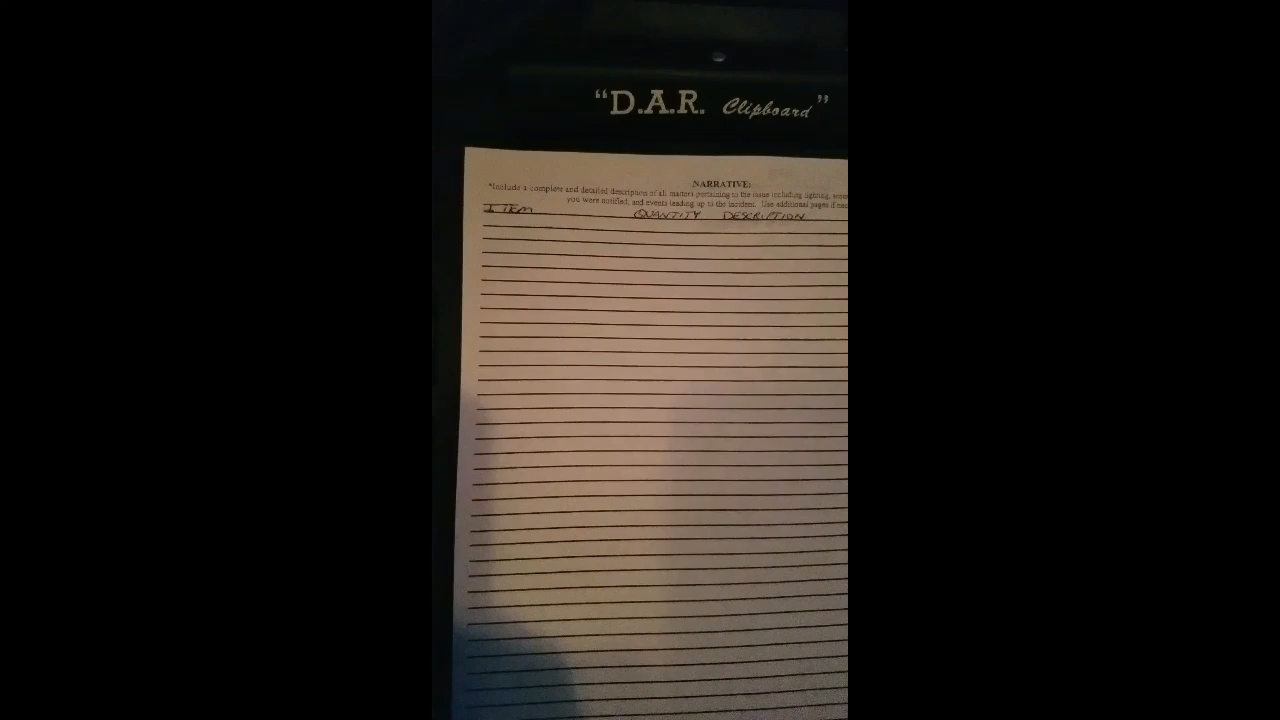 "D.A.R. Clipboard"
NARRATIVE:
*Include a complete and detailed description of all matters pertaining to the issue including lighting,
you were notified, and events leading up to the incident. Use additional pages if
ITEM QUANTITY DESCRIPTION